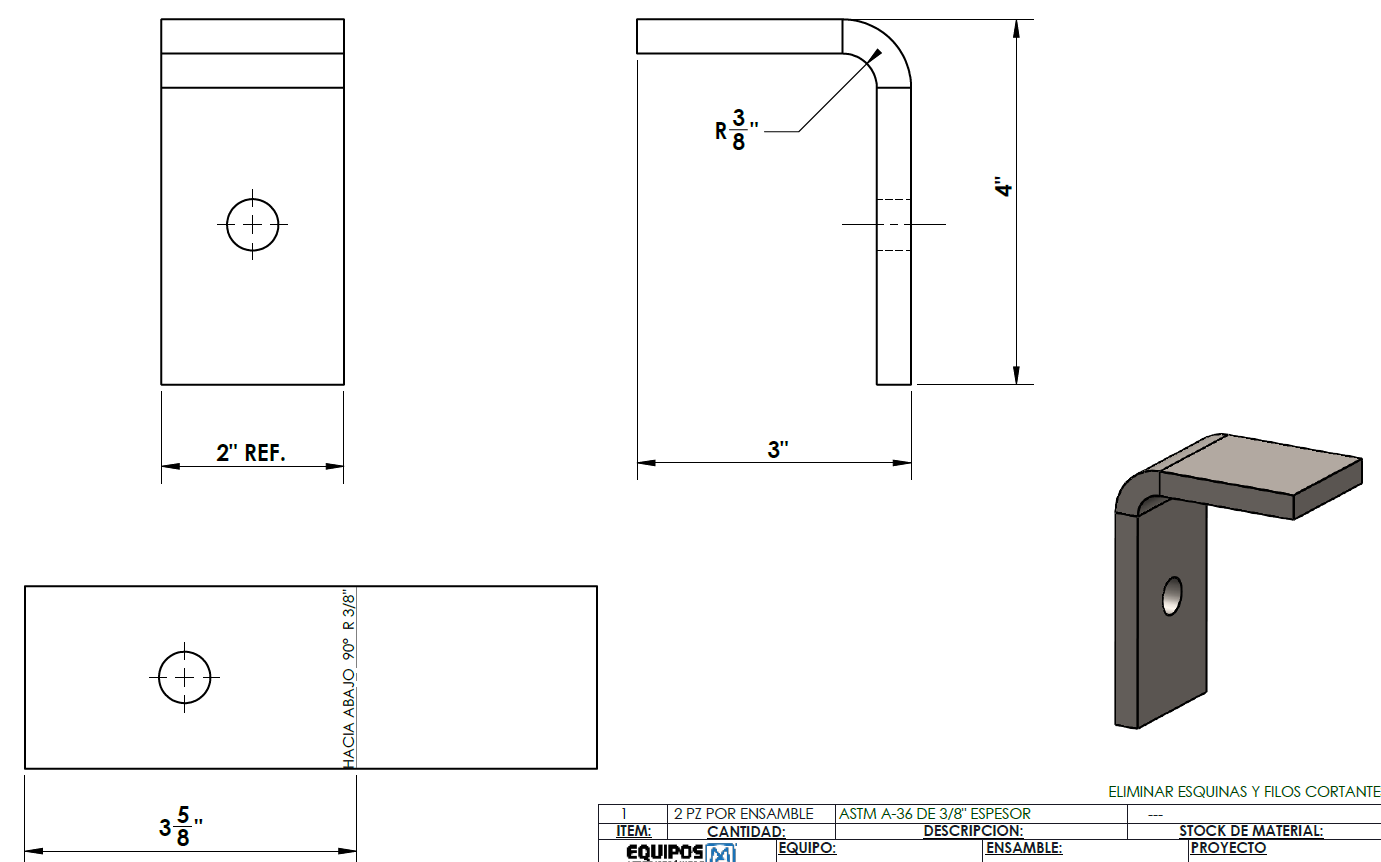 R 3/8"
4"
2" REF.
3"
HACIA ABAJO 90° R 3/8"
3 5/8"
ELIMINAR ESQUINAS Y FILOS CORTANTE
1 2 PZ POR ENSAMBLE ASTM A-36 DE 3/8" ESPESOR ---
ITEM: CANTIDAD: DESCRIPCION: STOCK DE MATERIAL:
EQUIPOS EQUIPO: ENSAMBLE: PROYECTO